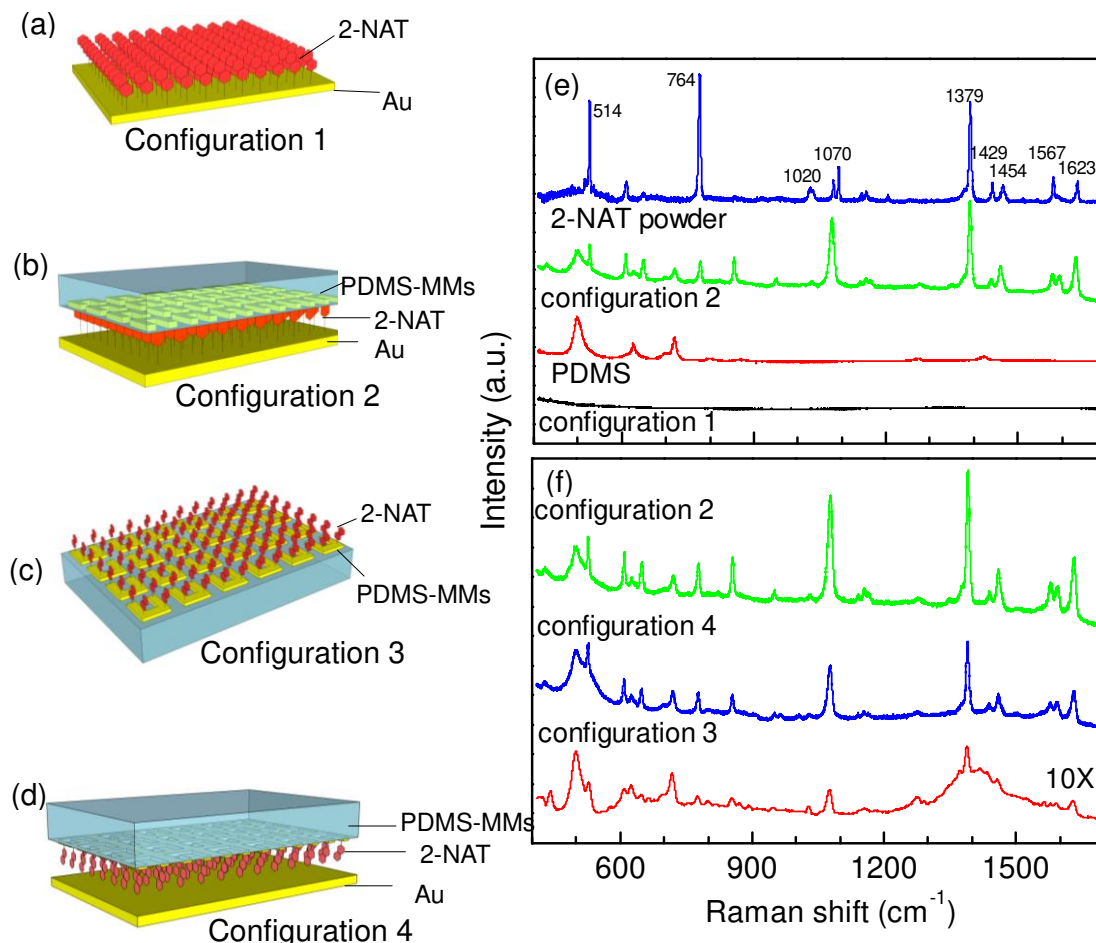 (a)
2-NAT
Au
Configuration 1
(b)
PDMS-MMs
2-NAT
Au
Configuration 2
(c)
2-NAT
PDMS-MMs
Configuration 3
(d)
PDMS-MMs
2-NAT
Au
Configuration 4
Intensity (a.u.)
(e)
514
764
1020
1070
1379
1429
1454
1567
1623
2-NAT powder
configuration 2
PDMS
configuration 1
(f)
configuration 2
configuration 4
configuration 3
10X
600 900 1200 1500
Raman shift (cm⁻¹)